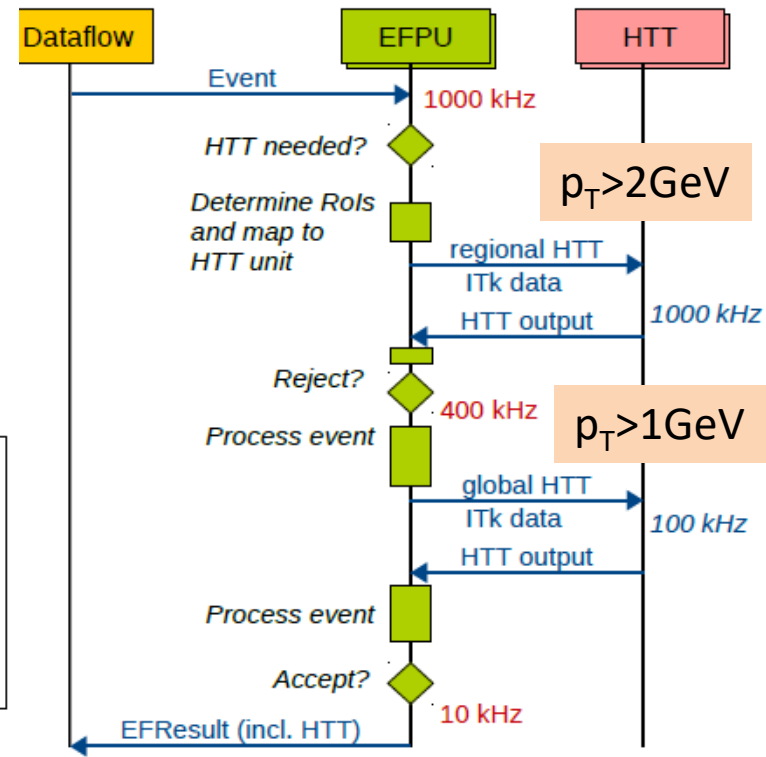 Dataflow
EFPU
HTT
Event
1000 kHz
HTT needed?
pT>2GeV
Determine RoIs
and map to
HTT unit
regional HTT
ITk data
HTT output
1000 kHz
Reject?
400 kHz
pT>1GeV
Process event
global HTT
ITk data
100 kHz
HTT output
Process event
Accept?
10 kHz
EFResult (incl. HTT)